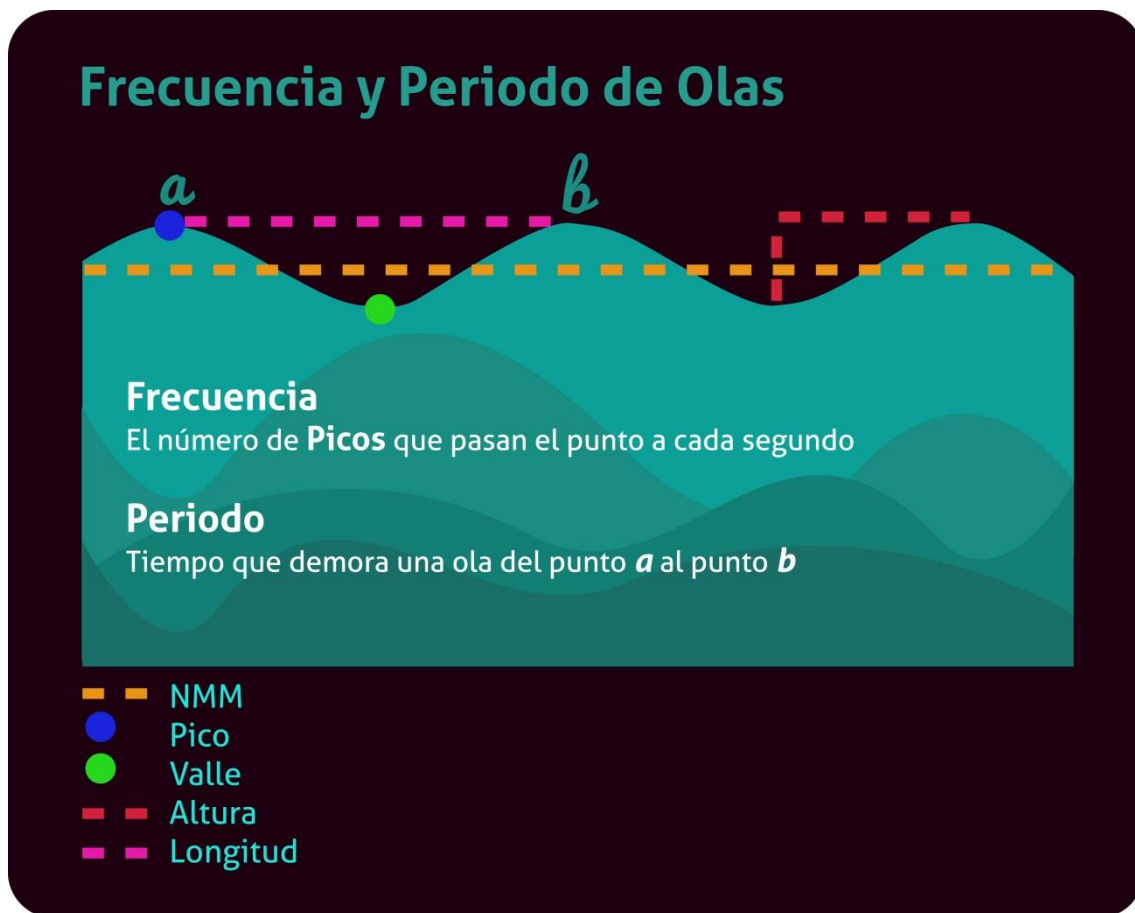 Frecuencia y Periodo de Olas
a
b
Frecuencia
El número de Picos que pasan el punto a cada segundo
Periodo
Tiempo que demora una ola del punto a al punto b
NMM
Pico
Valle
Altura
Longitud